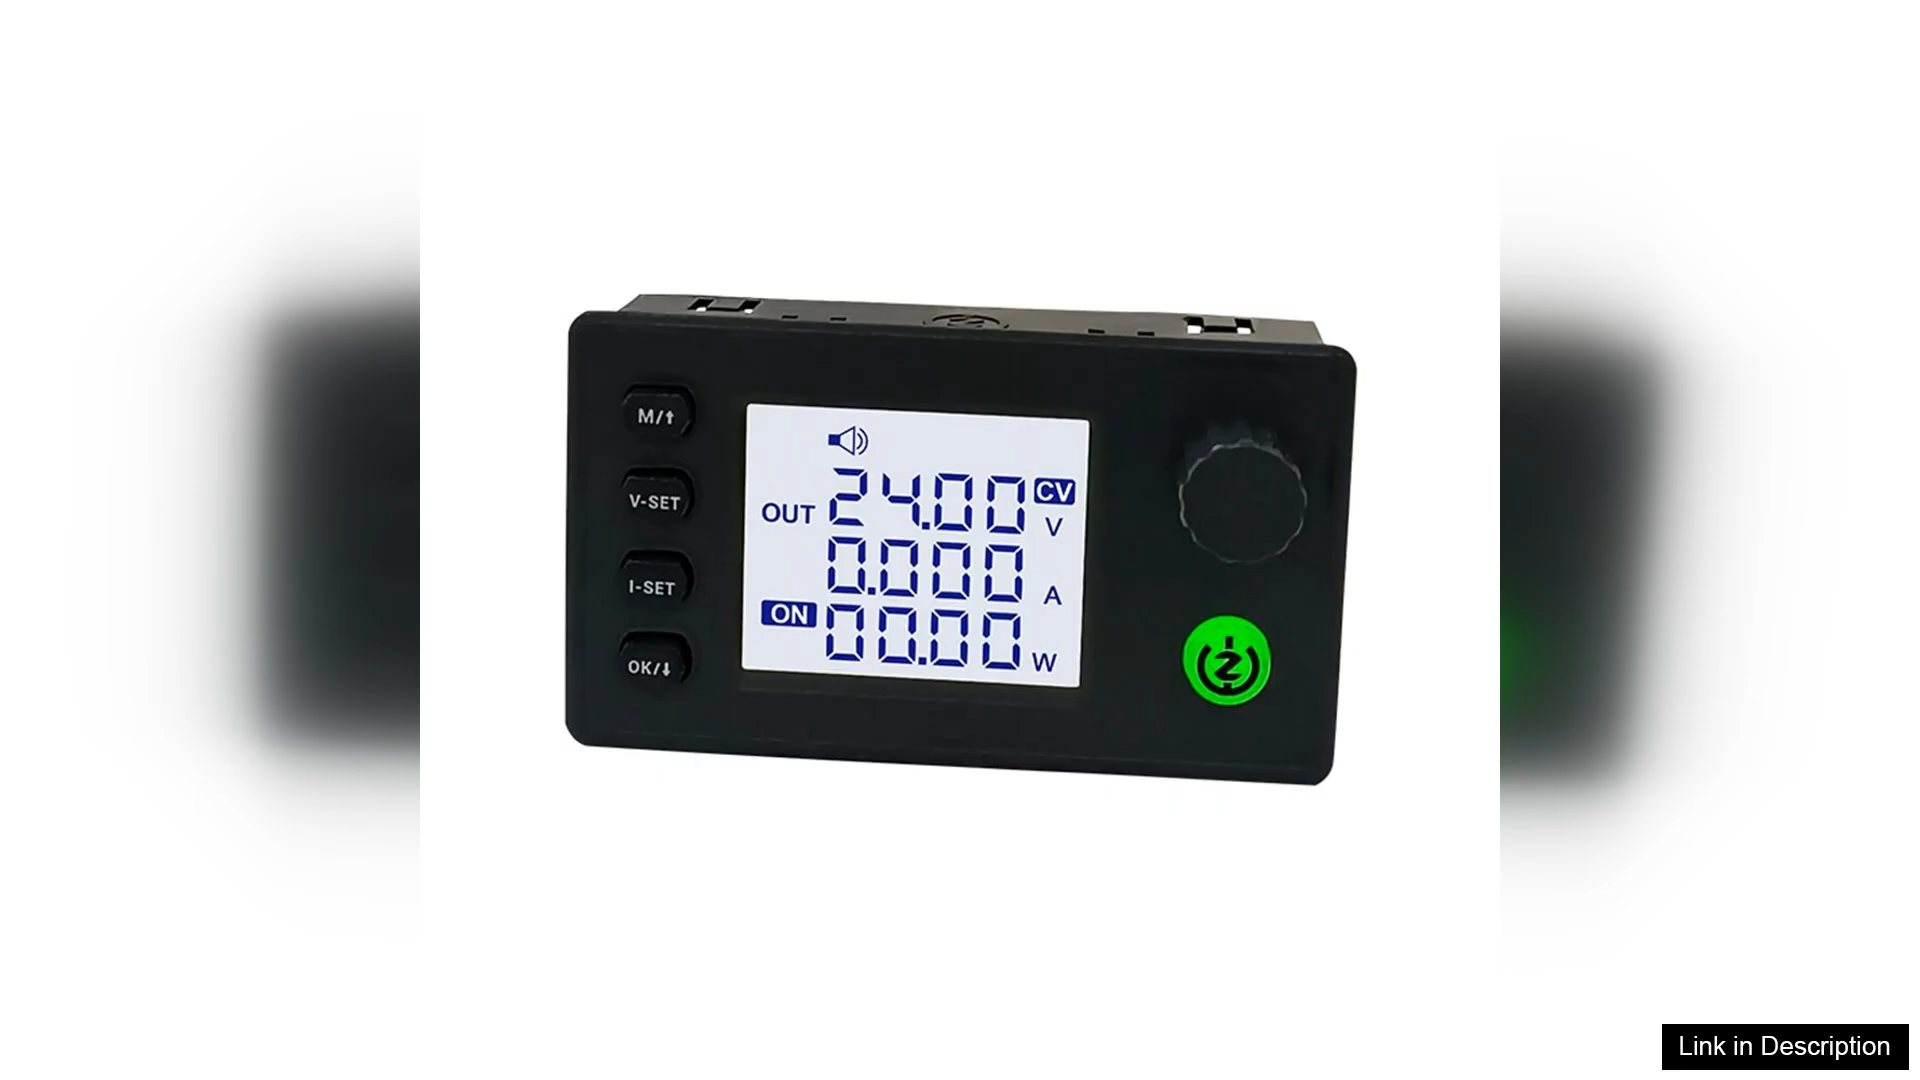 M/↑
V-SET
I-SET
OK/↓
OUT 24.00 CV V
0.000 A
ON 00.00 W
Z
Link in Description